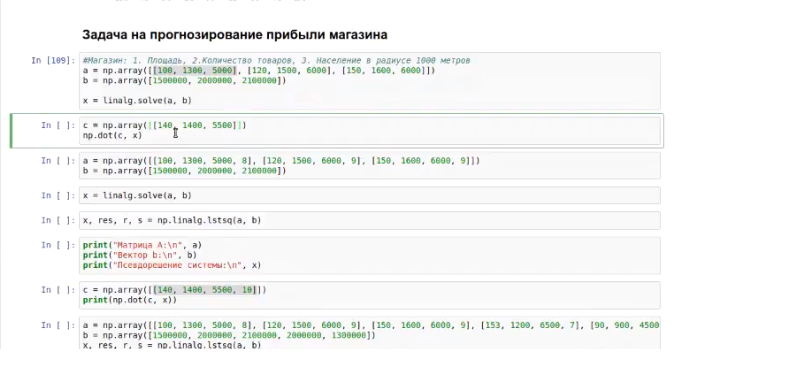 Задача на прогнозирование прибыли магазина
In [109]: #Магазин: 1. Площадь, 2.Количество товаров, 3. Население в радиусе 1000 метров
a = np.array([[100, 1300, 5000], [120, 1500, 6000], [150, 1600, 6000]])
b = np.array([1500000, 2000000, 2100000])
x = linalg.solve(a, b)
In [ ]: c = np.array([[140, 1400, 5500]])
np.dot(c, x)
In [ ]: a = np.array([[100, 1300, 5000, 8], [120, 1500, 6000, 9], [150, 1600, 6000, 9]])
b = np.array([1500000, 2000000, 2100000])
In [ ]: x = linalg.solve(a, b)
In [ ]: x, res, r, s = np.linalg.lstsq(a, b)
In [ ]: print("Матрица A:\n", a)
print("Вектор b:\n", b)
print("Псевдорешение системы:\n", x)
In [ ]: c = np.array([[140, 1400, 5500, 10]])
print(np.dot(c, x))
In [ ]: a = np.array([[100, 1300, 5000, 8], [120, 1500, 6000, 9], [150, 1600, 6000, 9], [153, 1200, 6500, 7], [90, 900, 4500
b = np.array([1500000, 2000000, 2100000, 2000000, 1300000])
x, res, r, s = np.linalg.lstsq(a, b)